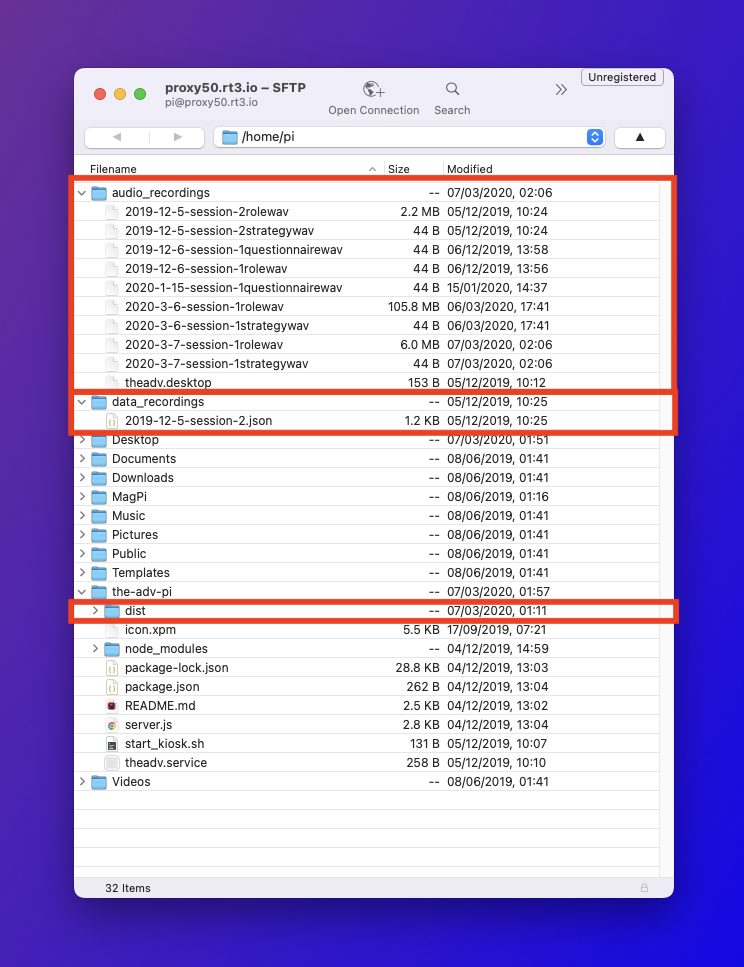 proxy50.rt3.io – SFTP
pi@proxy50.rt3.io
Open Connection
Search
Unregistered
/home/pi
Filename Size Modified
audio_recordings -- 07/03/2020, 02:06
2019-12-5-session-2rolewav 2.2 MB 05/12/2019, 10:24
2019-12-5-session-2strategywav 44 B 05/12/2019, 10:24
2019-12-6-session-1questionnairewav 44 B 06/12/2019, 13:58
2019-12-6-session-1rolewav 44 B 06/12/2019, 13:56
2020-1-15-session-1questionnairewav 44 B 15/01/2020, 14:37
2020-3-6-session-1rolewav 105.8 MB 06/03/2020, 17:41
2020-3-6-session-1strategywav 44 B 06/03/2020, 17:41
2020-3-7-session-1rolewav 6.0 MB 07/03/2020, 02:06
2020-3-7-session-1strategywav 44 B 07/03/2020, 02:06
theadv.desktop 153 B 05/12/2019, 10:12
data_recordings -- 05/12/2019, 10:25
2019-12-5-session-2.json 1.2 KB 05/12/2019, 10:25
Desktop -- 07/03/2020, 01:51
Documents -- 08/06/2019, 01:41
Downloads -- 08/06/2019, 01:41
MagPi -- 08/06/2019, 01:16
Music -- 08/06/2019, 01:41
Pictures -- 08/06/2019, 01:41
Public -- 08/06/2019, 01:41
Templates -- 08/06/2019, 01:41
the-adv-pi -- 07/03/2020, 01:57
dist -- 07/03/2020, 01:11
icon.xpm 5.5 KB 17/09/2019, 07:21
node_modules -- 04/12/2019, 14:59
package-lock.json 28.8 KB 04/12/2019, 13:03
package.json 262 B 04/12/2019, 13:04
README.md 2.5 KB 04/12/2019, 13:02
server.js 2.8 KB 04/12/2019, 13:04
start_kiosk.sh 131 B 05/12/2019, 10:07
theadv.service 258 B 05/12/2019, 10:10
Videos -- 08/06/2019, 01:41
32 Items